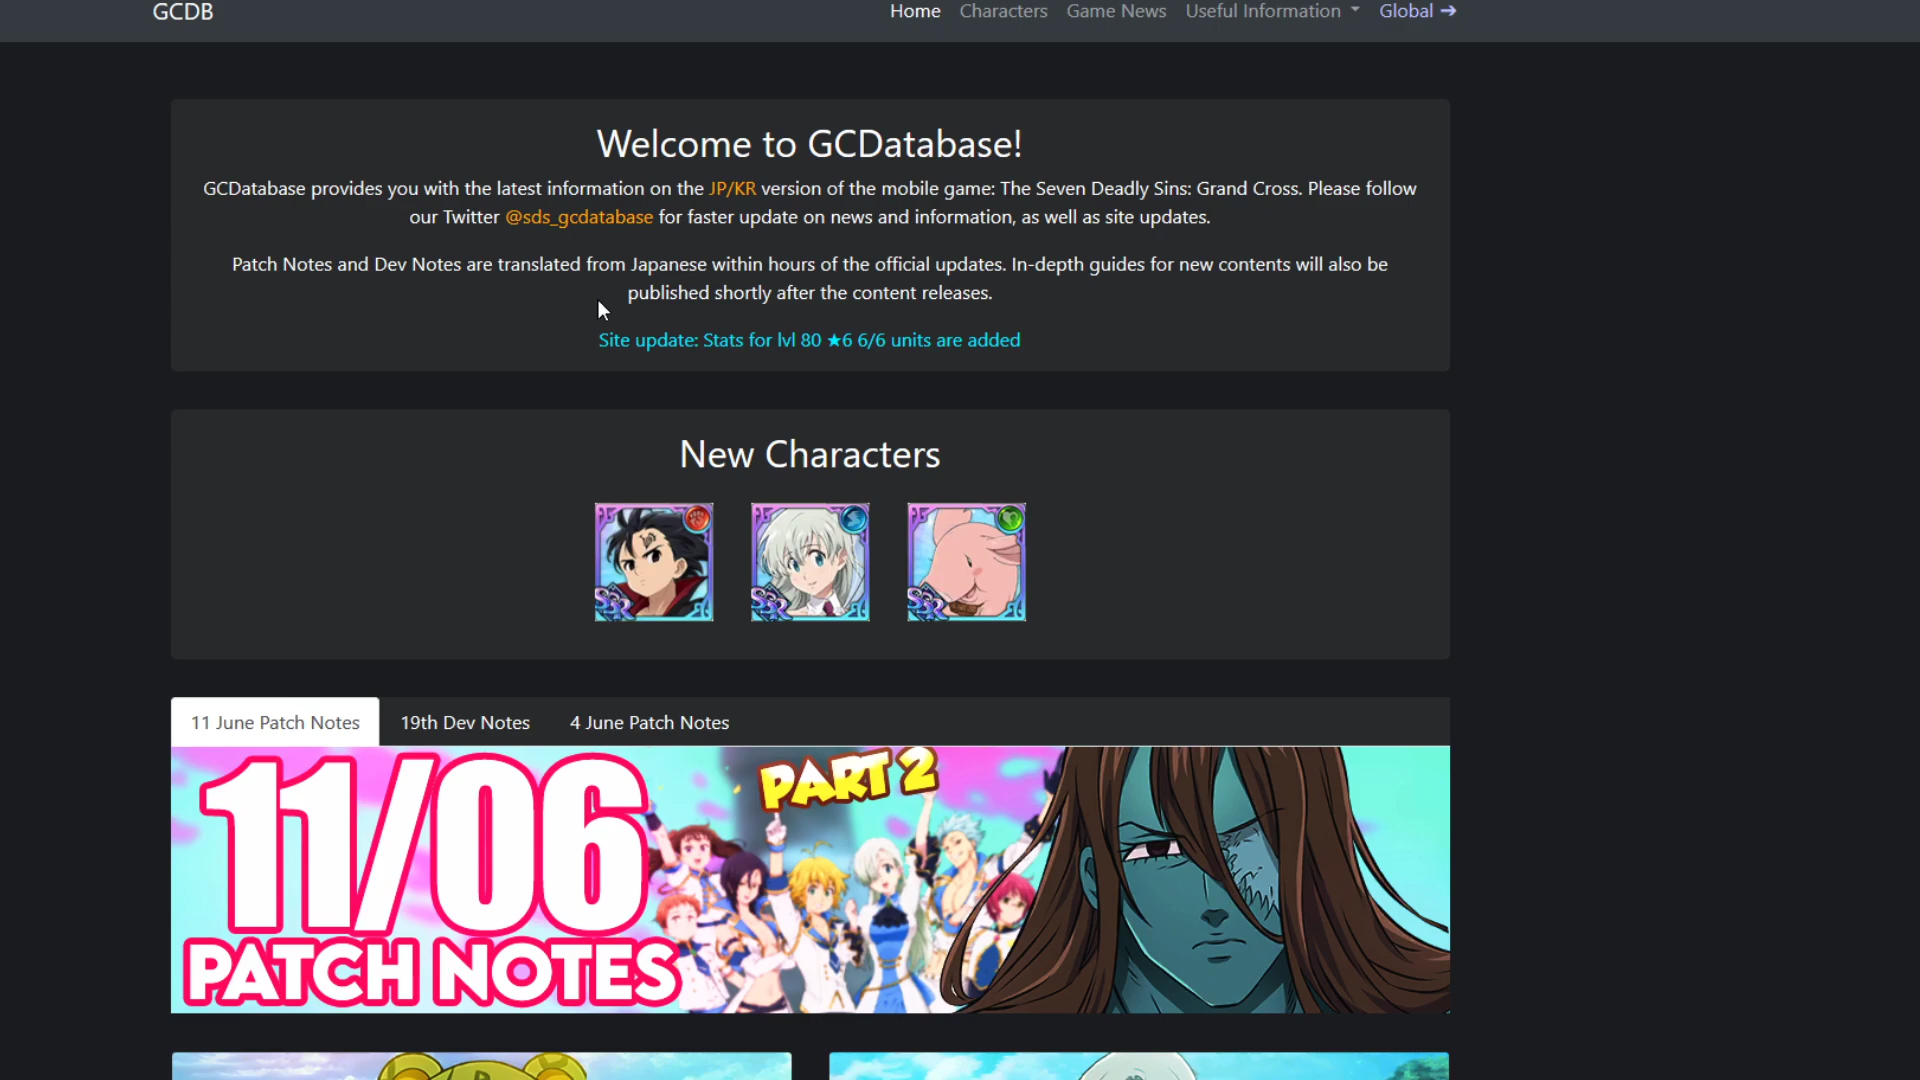 GCDB
Home Characters Game News Useful Information Global →
Welcome to GCDatabase!
GCDatabase provides you with the latest information on the JP/KR version of the mobile game: The Seven Deadly Sins: Grand Cross. Please follow
our Twitter @sds_gcdatabase for faster update on news and information, as well as site updates.
Patch Notes and Dev Notes are translated from Japanese within hours of the official updates. In-depth guides for new contents will also be
published shortly after the content releases.
Site update: Stats for lvl 80 ★6 6/6 units are added
New Characters
SSR SSR SSR
11 June Patch Notes 19th Dev Notes 4 June Patch Notes
PART 2
11/06
PATCH NOTES